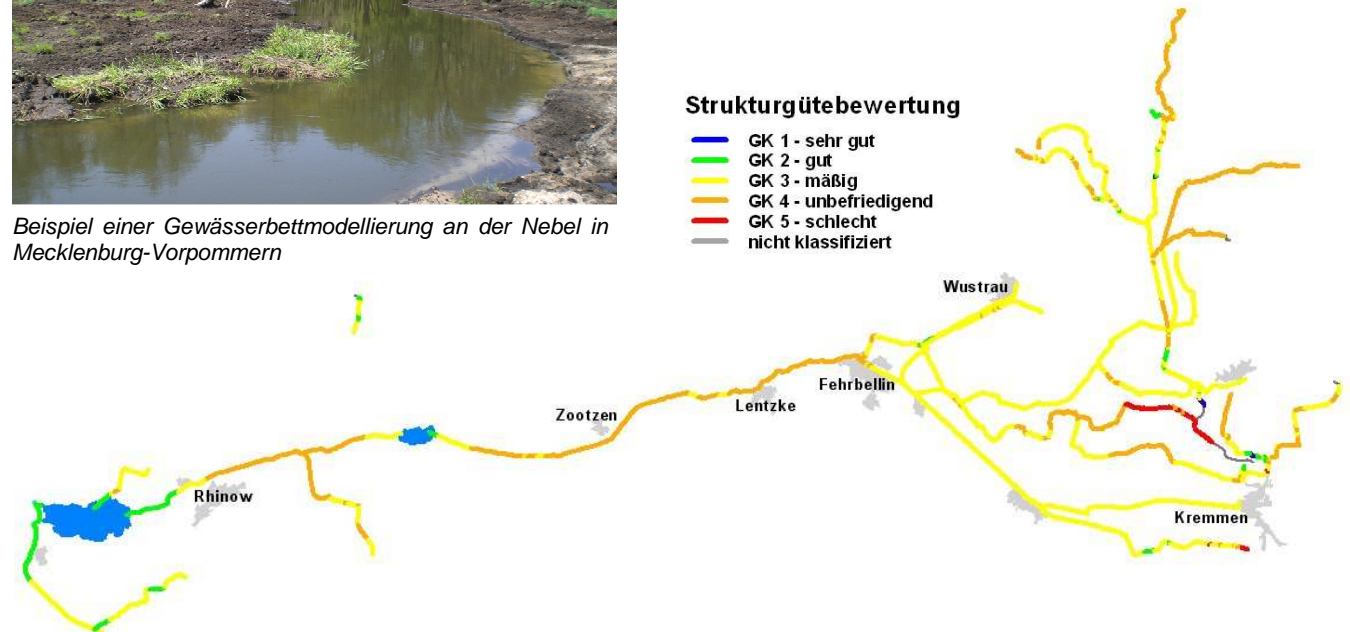 Beispiel einer Gewässerbettmodellierung an der Nebel in
Mecklenburg-Vorpommern
Strukturgütebewertung
GK 1 - sehr gut
GK 2 - gut
GK 3 - mäßig
GK 4 - unbefriedigend
GK 5 - schlecht
nicht klassifiziert
Wustrau
Fehrbellin
Lentzke
Zootzen
Rhinow
Kremmen